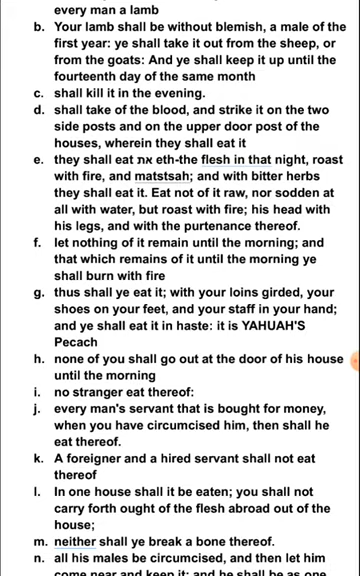 every man a lamb
b. Your lamb shall be without blemish, a male of the
first year: ye shall take it out from the sheep, or
from the goats: And ye shall keep it up until the
fourteenth day of the same month
c. shall kill it in the evening.
d. shall take of the blood, and strike it on the two
side posts and on the upper door post of the
houses, wherein they shall eat it
e. they shall eat את eth-the flesh in that night, roast
with fire, and matstsah; and with bitter herbs
they shall eat it. Eat not of it raw, nor sodden at
all with water, but roast with fire; his head with
his legs, and with the purtenance thereof.
f. let nothing of it remain until the morning; and
that which remains of it until the morning ye
shall burn with fire
g. thus shall ye eat it; with your loins girded, your
shoes on your feet, and your staff in your hand;
and ye shall eat it in haste: it is YAHUAH'S
Pecach
h. none of you shall go out at the door of his house
until the morning
i. no stranger eat thereof:
j. every man's servant that is bought for money,
when you have circumcised him, then shall he
eat thereof.
k. A foreigner and a hired servant shall not eat
thereof
l. In one house shall it be eaten; you shall not
carry forth ought of the flesh abroad out of the
house;
m. neither shall ye break a bone thereof.
n. all his males be circumcised, and then let him
come near and keep it; and he shall be as one